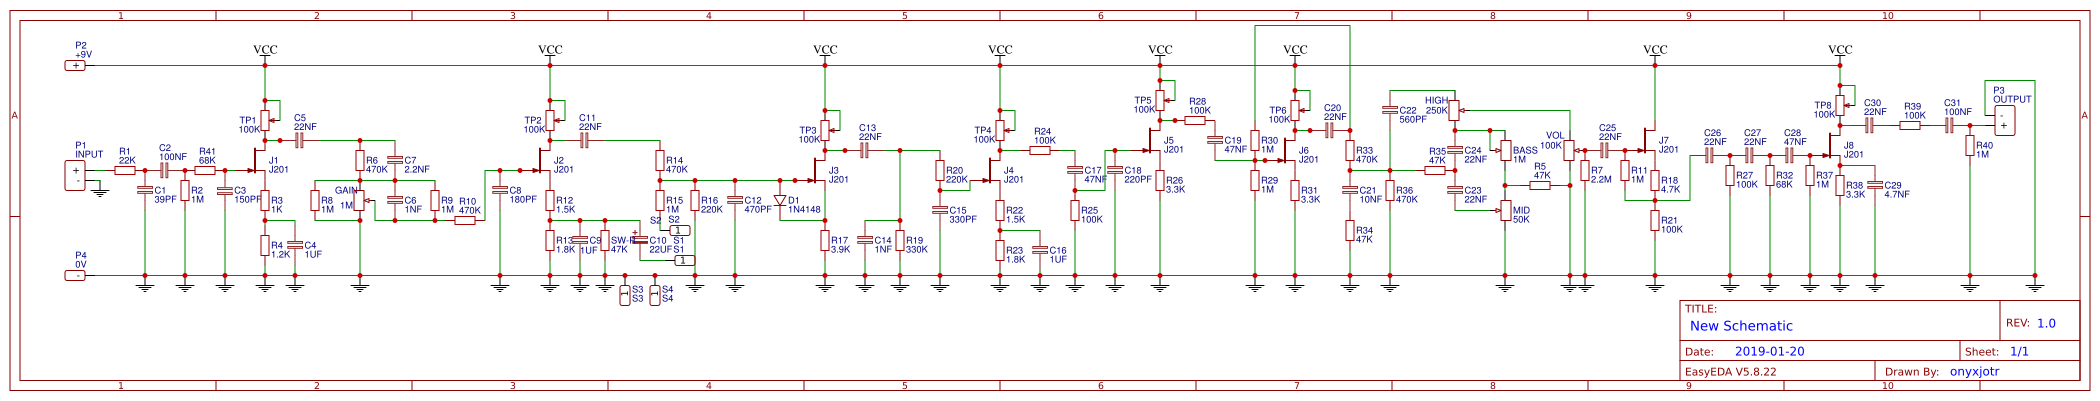 1 2 3 4 5 6 7 8 9 10
A
A
P2
+9V
+
P1
INPUT
+
-
P4
0V
-
R1
22K
C1
39PF
C2
100NF
R2
1M
R41
68K
C3
150PF
VCC
TP1
100K
J1
J201
R3
1K
R4
1.2K
C4
1UF
C5
22NF
R6
470K
C7
2.2NF
R8
1M
GAIN
1M
C6
1NF
R9
1M
R10
470K
C8
180PF
VCC
TP2
100K
J2
J201
R12
1.5K
R13
1.8K
C9
1UF
47K
C10
22UF
+
C11
22NF
R14
470K
R15
1M
S2
S2
1
S1
S1
1
S3
S3
1
S4
S4
1
R16
220K
C12
470PF
D1
1N4148
VCC
TP3
100K
J3
J201
R17
3.9K
C13
22NF
C14
1NF
R19
330K
R20
220K
C15
330PF
VCC
TP4
100K
J4
J201
R22
1.5K
R23
1.8K
C16
1UF
R24
100K
C17
47NF
R25
100K
C18
220PF
VCC
TP5
100K
J5
J201
R26
3.3K
R28
100K
C19
47NF
R30
1M
R29
1M
VCC
TP6
100K
J6
J201
R31
3.3K
C20
22NF
R33
470K
C21
10NF
R34
47K
C22
560PF
R36
470K
R35
47K
HIGH
250K
C24
22NF
C23
22NF
BASS
1M
MID
50K
R5
47K
VOL
100K
R7
2.2M
C25
22NF
R11
1M
VCC
J7
J201
R18
4.7K
R21
100K
C26
22NF
R27
100K
C27
22NF
R32
68K
C28
47NF
R37
1M
VCC
TP8
100K
J8
J201
R38
3.3K
C29
4.7NF
C30
22NF
R39
100K
C31
100NF
R40
1M
P3
OUTPUT
-
+
TITLE:
New Schematic
REV: 1.0
Date: 2019-01-20
Sheet: 1/1
EasyEDA V5.8.22
Drawn By: onyxjotr
1 2 3 4 5 6 7 8 9 10